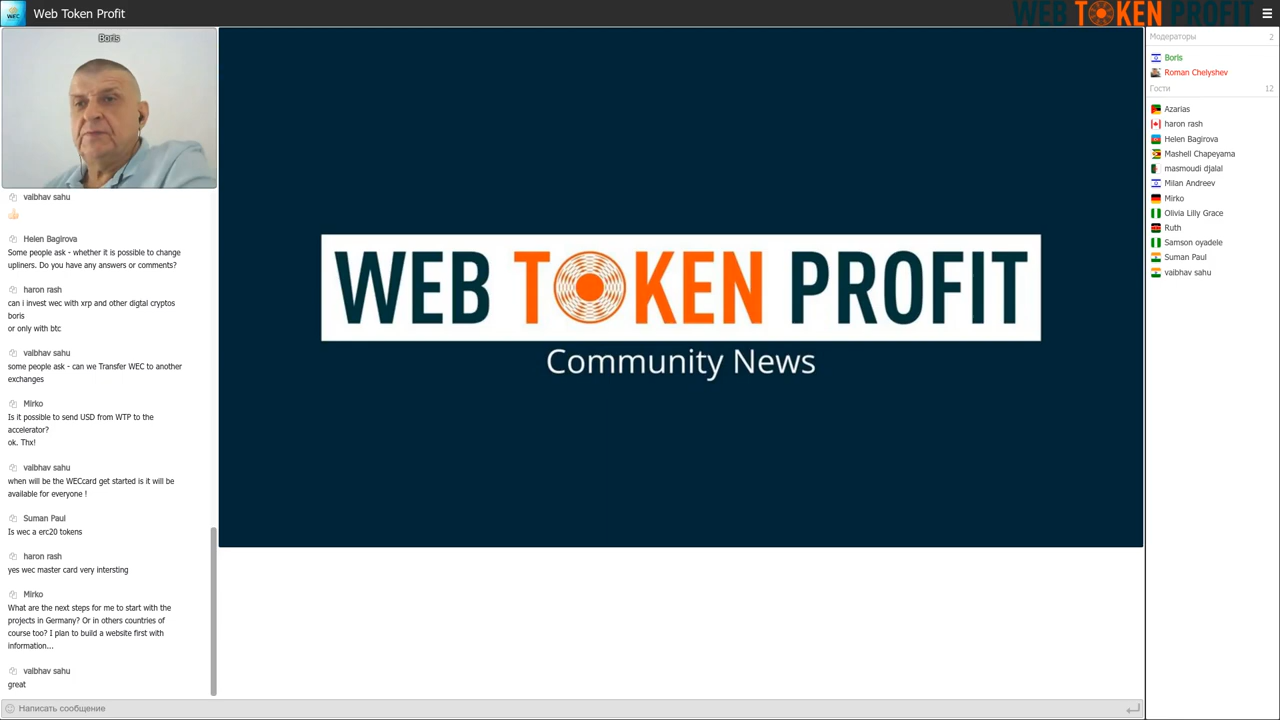 WEC
Web Token Profit
WEB TOKEN PROFIT
Boris
vaibhav sahu
Helen Bagirova
Some people ask - whether it is possible to change
upliners. Do you have any answers or comments?
haron rash
can i invest wec with xrp and other digtal cryptos
boris
or only with btc
vaibhav sahu
some people ask - can we Transfer WEC to another
exchanges
Mirko
Is it possible to send USD from WTP to the
accelerator?
ok. Thx!
vaibhav sahu
when will be the WECcard get started is it will be
available for everyone !
Suman Paul
Is wec a erc20 tokens
haron rash
yes wec master card very intersting
Mirko
What are the next steps for me to start with the
projects in Germany? Or in others countries of
course too? I plan to build a website first with
information...
vaibhav sahu
great
Написать сообщение
WEB TOKEN PROFIT
Community News
Модераторы 2
Boris
Roman Chelyshev
Гости 12
Azarias
haron rash
Helen Bagirova
Mashell Chapeyama
masmoudi djalal
Milan Andreev
Mirko
Olivia Lilly Grace
Ruth
Samson oyadele
Suman Paul
vaibhav sahu